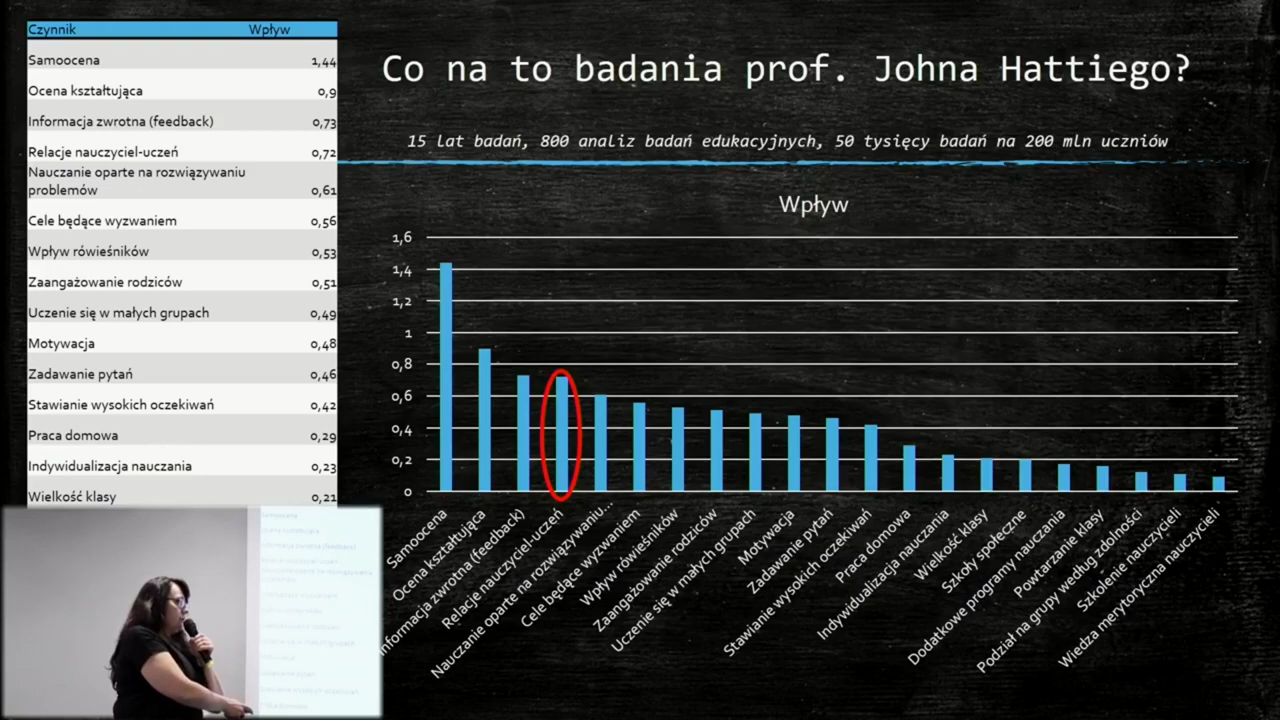 Czynnik Wpływ
Samoocena 1,44
Ocena kształtująca 0,9
Informacja zwrotna (feedback) 0,73
Relacje nauczyciel-uczeń 0,72
Nauczanie oparte na rozwiązywaniu
problemów 0,61
Cele będące wyzwaniem 0,56
Wpływ rówieśników 0,53
Zaangażowanie rodziców 0,51
Uczenie się w małych grupach 0,49
Motywacja 0,48
Zadawanie pytań 0,46
Stawianie wysokich oczekiwań 0,42
Praca domowa 0,29
Indywidualizacja nauczania 0,23
Wielkość klasy 0,21
Co na to badania prof. Johna Hattiego?
15 lat badań, 800 analiz badań edukacyjnych, 50 tysięcy badań na 200 mln uczniów
Wpływ
1,6
1,4
1,2
1
0,8
0,6
0,4
0,2
0
Samoocena
Ocena kształtująca
Informacja zwrotna (feedback)
Relacje nauczyciel-uczeń
Nauczanie oparte na rozwiązywaniu...
Cele będące wyzwaniem
Wpływ rówieśników
Zaangażowanie rodziców
Uczenie się w małych grupach
Motywacja
Zadawanie pytań
Stawianie wysokich oczekiwań
Praca domowa
Indywidualizacja nauczania
Wielkość klasy
Szkoły społeczne
Dodatkowe programy nauczania
Powtarzanie klasy
Podział na grupy według zdolności
Szkolenie nauczycieli
Wiedza merytoryczna nauczycieli